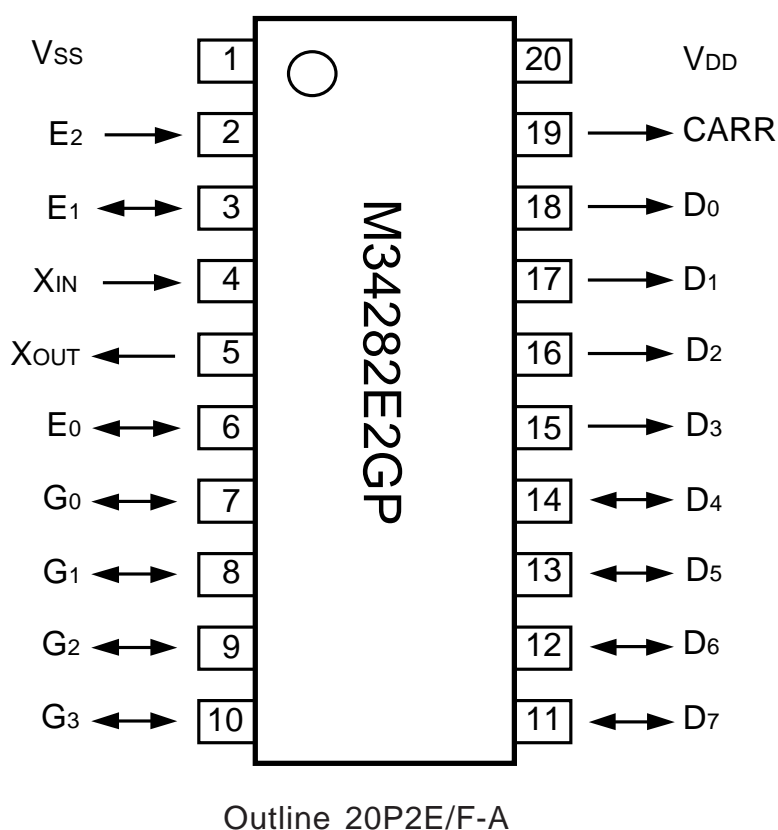 VSS 1 20 VDD
E2 2 19 CARR
E1 3 18 D0
XIN 4 17 D1
XOUT 5 16 D2
E0 6 15 D3
G0 7 14 D4
G1 8 13 D5
G2 9 12 D6
G3 10 11 D7
M34282E2GP
Outline 20P2E/F-A